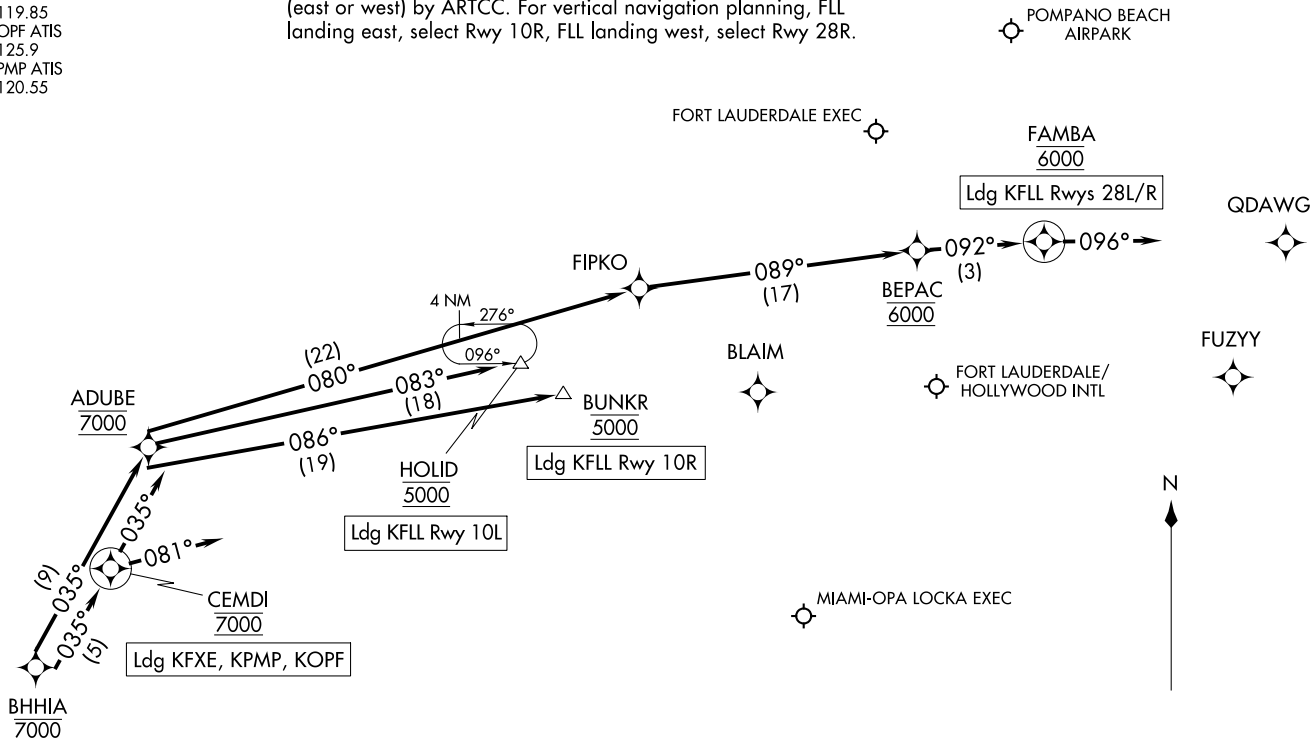 119.85
OPF ATIS
125.9
PMP ATIS
120.55
(east or west) by ARTCC. For vertical navigation planning, FLL
landing east, select Rwy 10R, FLL landing west, select Rwy 28R.
POMPANO BEACH
AIRPARK
FORT LAUDERDALE EXEC
FAMBA
6000
Ldg KFLL Rwys 28L/R
QDAWG
FIPKO
089°
(17)
092°
(3)
096°
BEPAC
6000
4 NM
276°
096°
(22)
080°
083°
(18)
BLAIM
FUZYY
FORT LAUDERDALE/
HOLLYWOOD INTL
ADUBE
7000
086°
(19)
BUNKR
5000
Ldg KFLL Rwy 10R
HOLID
5000
Ldg KFLL Rwy 10L
N
035°
081°
(9)
035°
035°
(5)
CEMDI
7000
Ldg KFXE, KPMP, KOPF
MIAMI-OPA LOCKA EXEC
BHHIA
7000